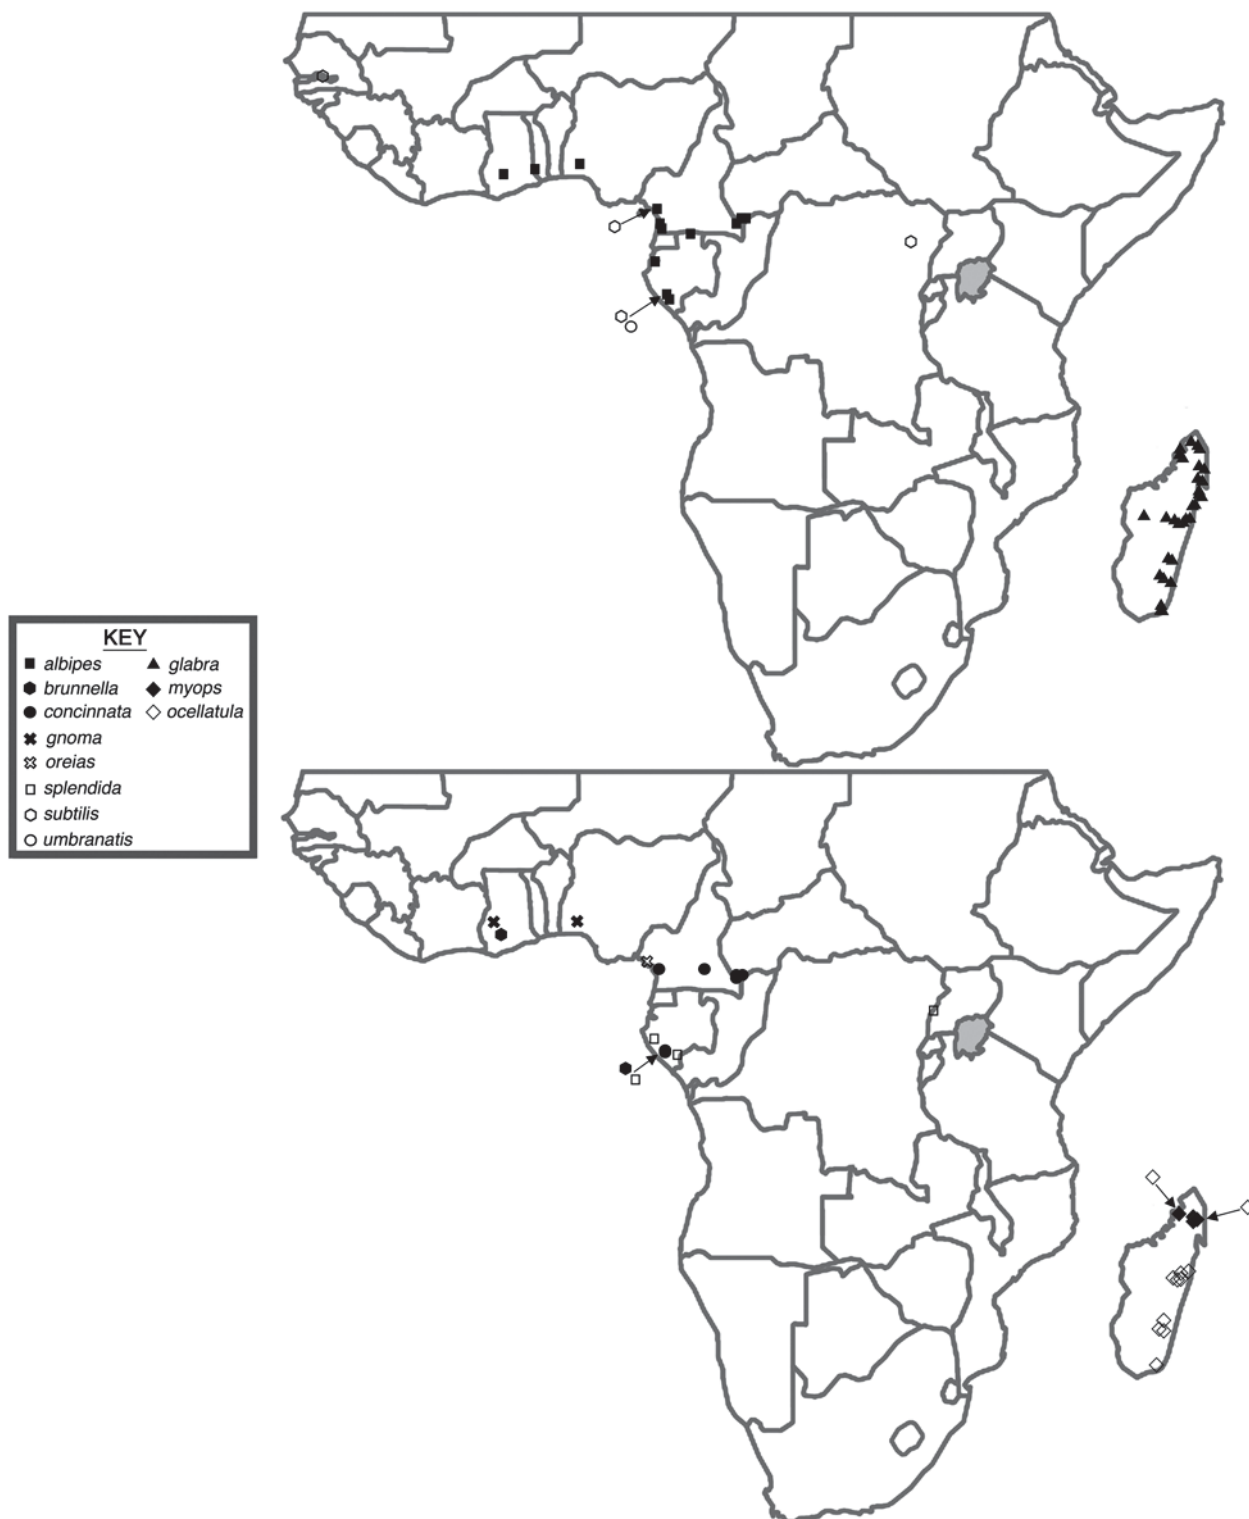 KEY
albipes glabra
brunnella myops
concinnata ocellatula
gnoma
oreias
splendida
subtilis
umbranatis